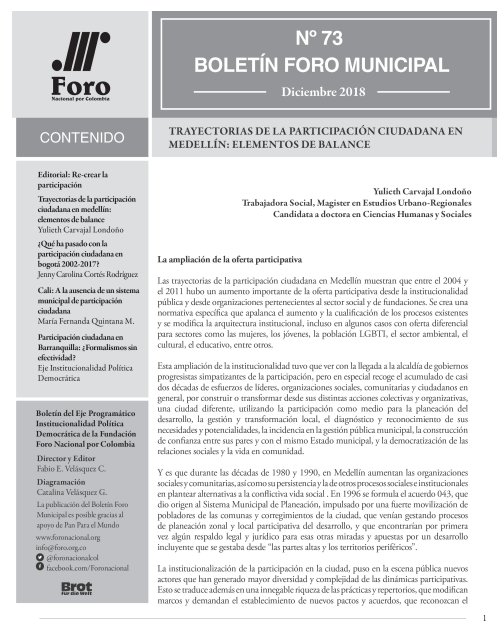 Foro
Nacional por Colombia
Nº 73
BOLETÍN FORO MUNICIPAL
Diciembre 2018
CONTENIDO
Editorial: Re-crear la
participación
Trayectorias de la participación
ciudadana en medellín:
elementos de balance
Yulieth Carvajal Londoño
¿Qué ha pasado con la
participación ciudadana en
bogotá 2002-2017?
Jenny Carolina Cortés Rodríguez
Cali: A la ausencia de un sistema
municipal de participación
ciudadana
María Fernanda Quintana M.
Participación ciudadana en
Barranquilla: ¿Formalismos sin
efectividad?
Eje Institucionalidad Política
Democrática
Boletín del Eje Programático
Institucionalidad Política
Democrática de la Fundación
Foro Nacional por Colombia
Director y Editor
Fabio E. Velásquez C.
Diagramación
Catalina Velásquez G.
La publicación del Boletín Foro
Municipal es posible gracias al
apoyo de Pan Para el Mundo
www.foronacional.org
info@foro.org.co
@foronacionalcol
facebook.com/Foronacional
Brot
für die Welt
TRAYECTORIAS DE LA PARTICIPACIÓN CIUDADANA EN
MEDELLÍN: ELEMENTOS DE BALANCE
Yulieth Carvajal Londoño
Trabajadora Social, Magíster en Estudios Urbano-Regionales
Candidata a doctora en Ciencias Humanas y Sociales
La ampliación de la oferta participativa
Las trayectorias de la participación ciudadana en Medellín muestran que entre el 2004 y
el 2011 hubo un aumento importante de la oferta participativa desde la institucionalidad
pública y desde organizaciones pertenecientes al sector social y de fundaciones. Se crea una
normativa específica que apalanca el aumento y la cualificación de los procesos existentes
y se modifica la arquitectura institucional, incluso en algunos casos con oferta diferencial
para sectores como las mujeres, los jóvenes, la población LGBTI, el sector ambiental, el
cultural, el educativo, entre otros.
Esta ampliación de la institucionalidad tuvo que ver con la llegada a la alcaldía de gobiernos
progresistas simpatizantes de la participación, pero en especial recoge el acumulado de casi
dos décadas de esfuerzo de líderes, organizaciones sociales, comunitarias y ciudadanos en
general, por construir o transformar desde sus distintas acciones colectivas y organizativas,
una ciudad diferente, utilizando la participación como medio para la planeación del
desarrollo, la gestión y transformación local, el diagnóstico y reconocimiento de sus
necesidades y potencialidades, la incidencia en la gestión pública municipal, la construcción
de confianza entre sus pares y con el mismo Estado municipal, y la democratización de las
relaciones sociales y la vida en comunidad.
Y es que durante las décadas de 1980 y 1990, en Medellín aumentan las organizaciones
sociales y comunitarias, así como su persistencia y la de otros procesos sociales e institucionales
en plantear alternativas a la conflictiva vida social . En 1996 se formula el acuerdo 043, que
dio origen al Sistema Municipal de Planeación, impulsado por una fuerte movilización de
pobladores de las comunas y corregimientos de la ciudad, que venían gestando procesos
de planeación zonal y local participativa del desarrollo, y que encontrarían por primera
vez algún respaldo legal y jurídico para esas otras miradas y apuestas por un desarrollo
incluyente que se gestaba desde “las partes altas y los territorios periféricos”.
La institucionalización de la participación en la ciudad, puso en la escena pública nuevos
actores que han generado mayor diversidad y complejidad de las dinámicas participativas.
Esto se traduce además en una innegable riqueza de las prácticas y repertorios, que modifican
marcos y demandan el establecimiento de nuevos pactos y acuerdos, que reconozcan el
1